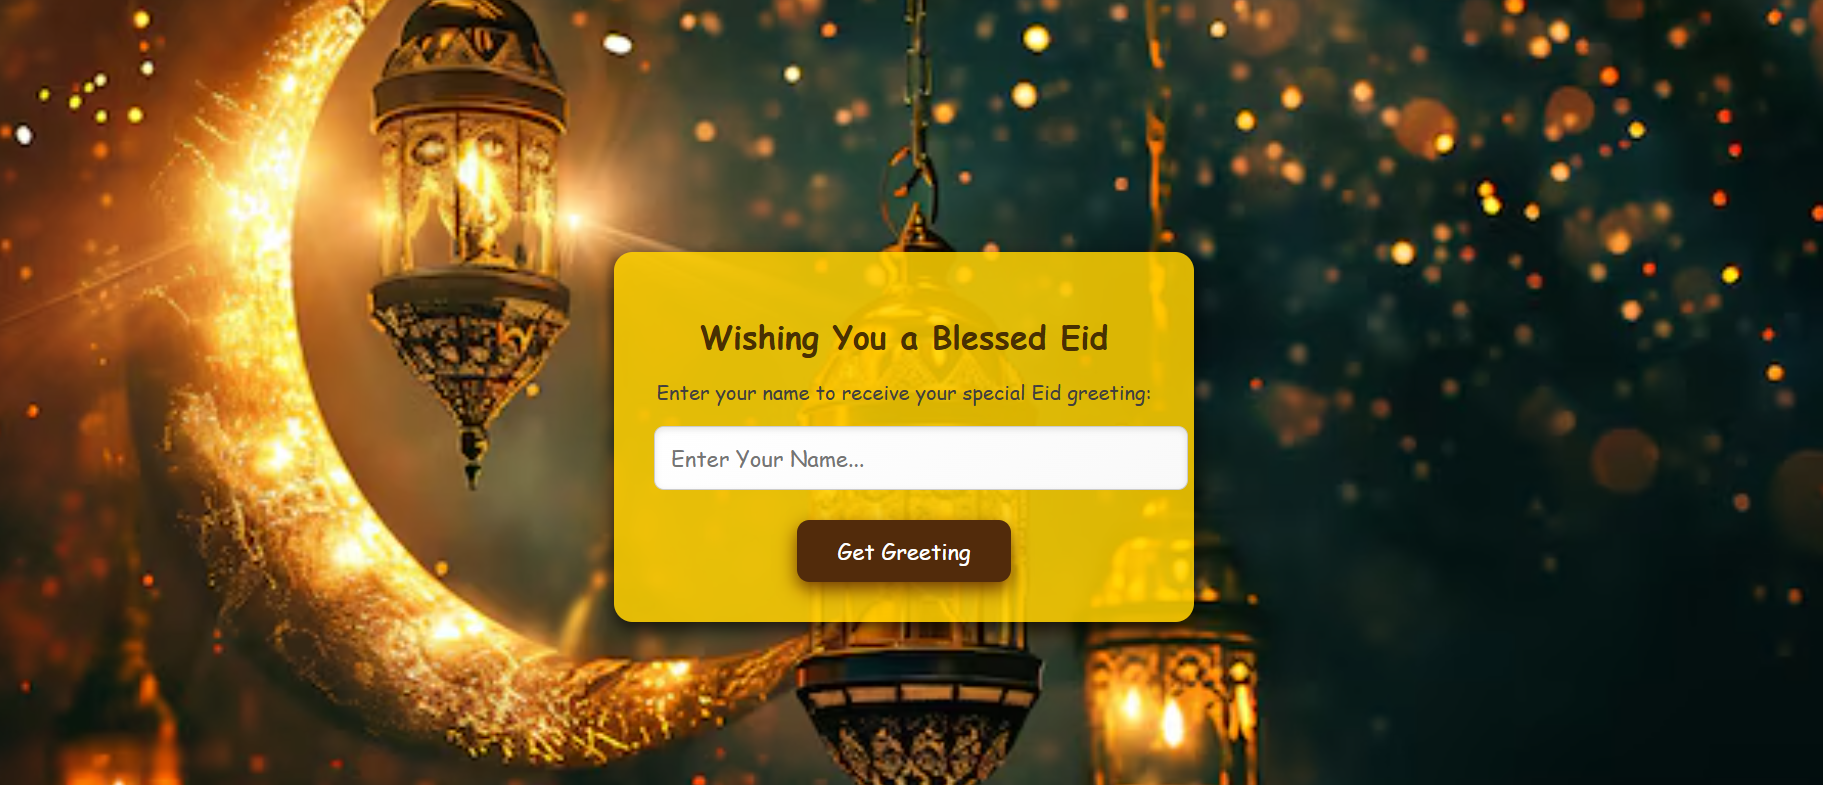 Wishing You a Blessed Eid
Enter your name to receive your special Eid greeting:
Enter Your Name...
Get Greeting